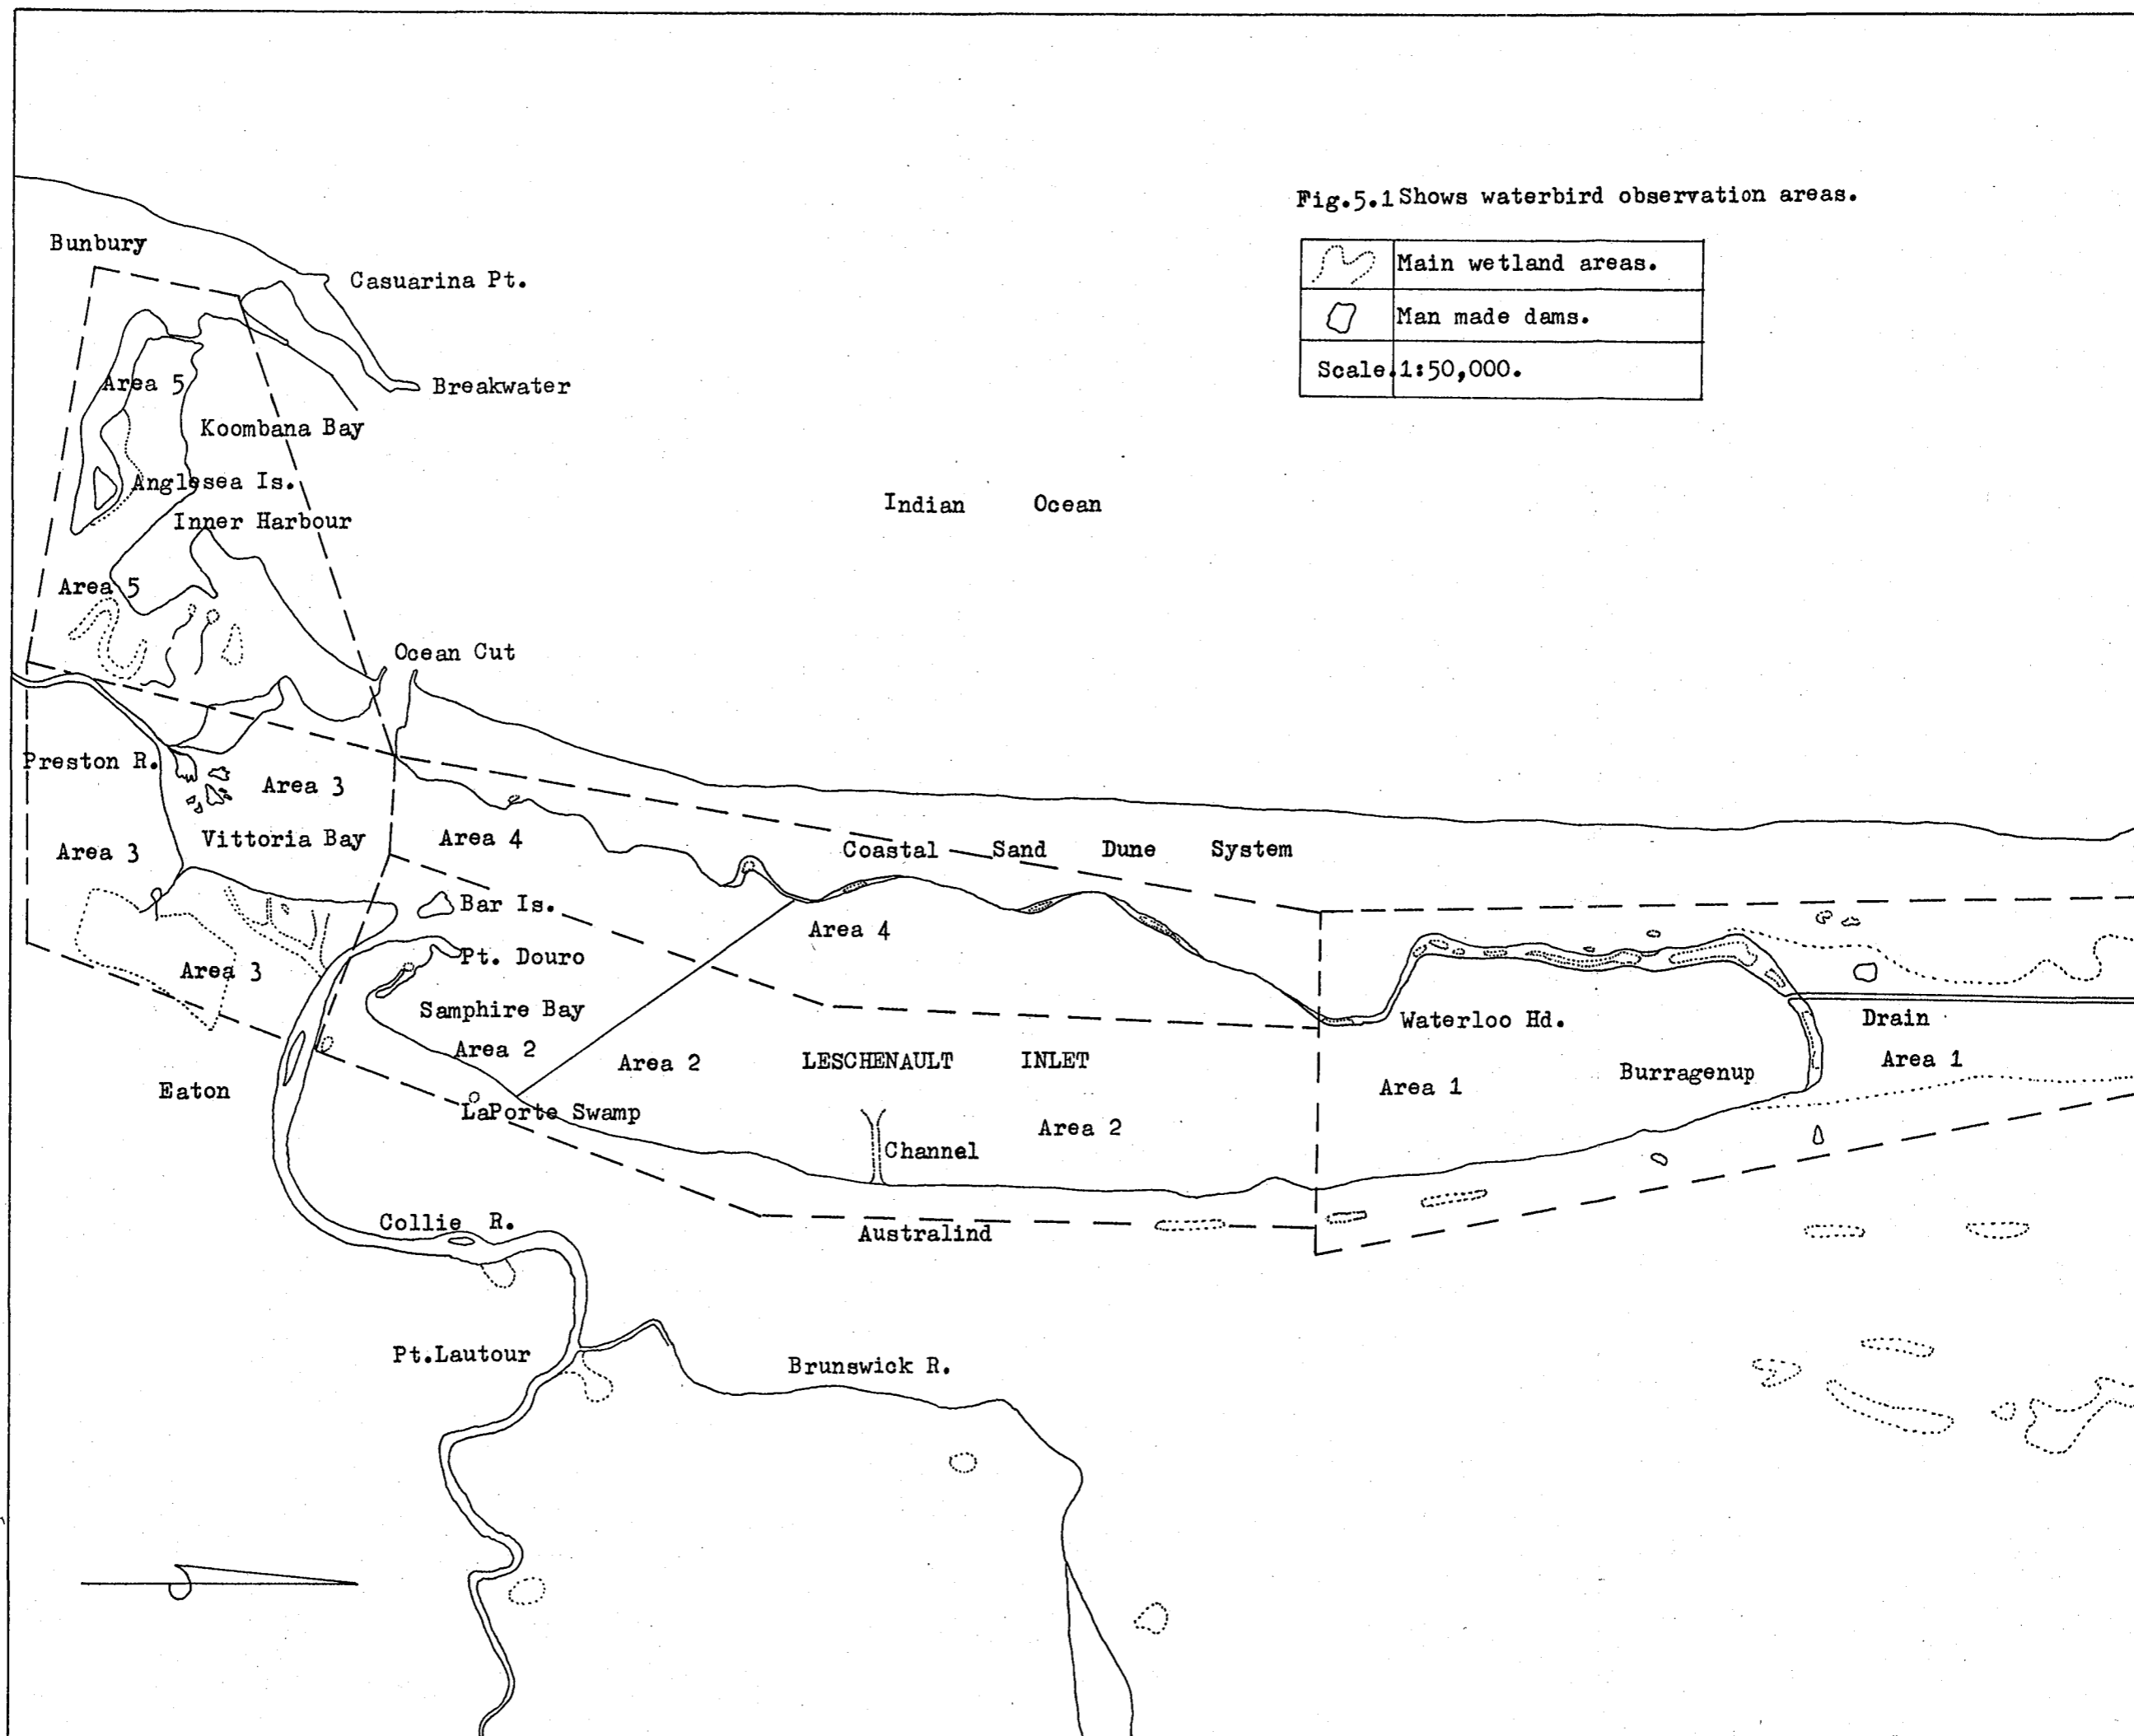 Fig.5.1 Shows waterbird observation areas.
Main wetland areas.
Man made dams.
Scale.1:50,000.
Bunbury
Casuarina Pt.
Area 5
Breakwater
Koombana Bay
Anglesea Is.
Indian Ocean
Inner Harbour
Area 5
Ocean Cut
Preston R.
Area 3
Vittoria Bay
Area 4
Area 3
Coastal Sand Dune System
Bar Is.
Area 4
Pt. Douro
Area 3
Samphire Bay
Waterloo Hd.
Drain
Area 2
Area 2
LESCHENAULT INLET
Area 1
Burragenup
Area 1
Eaton
LaPorte Swamp
Area 2
Channel
Collie R.
Australind
Pt.Lautour
Brunswick R.